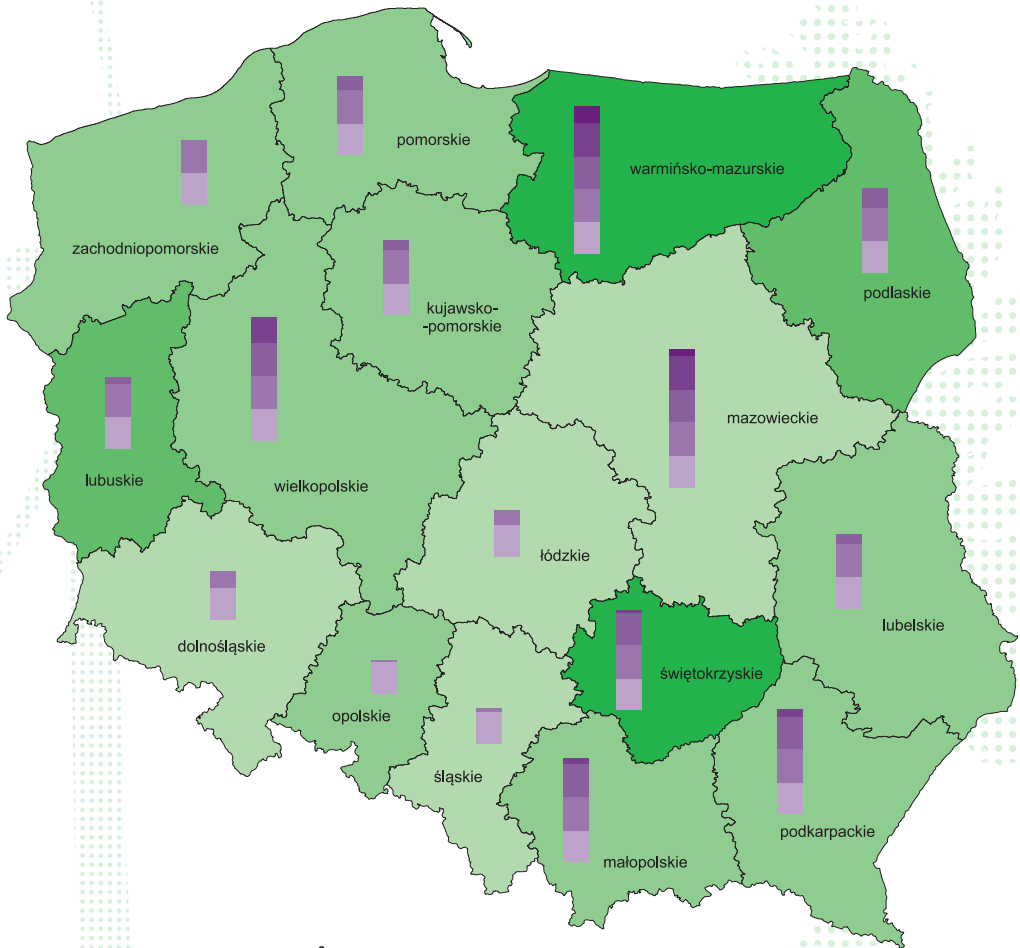 pomorskie
warmińsko-mazurskie
zachodniopomorskie
podlaskie
kujawsko-
-pomorskie
mazowieckie
lubuskie
wielkopolskie
łódzkie
lubelskie
dolnośląskie
świętokrzyskie
opolskie
śląskie
podkarpackie
małopolskie